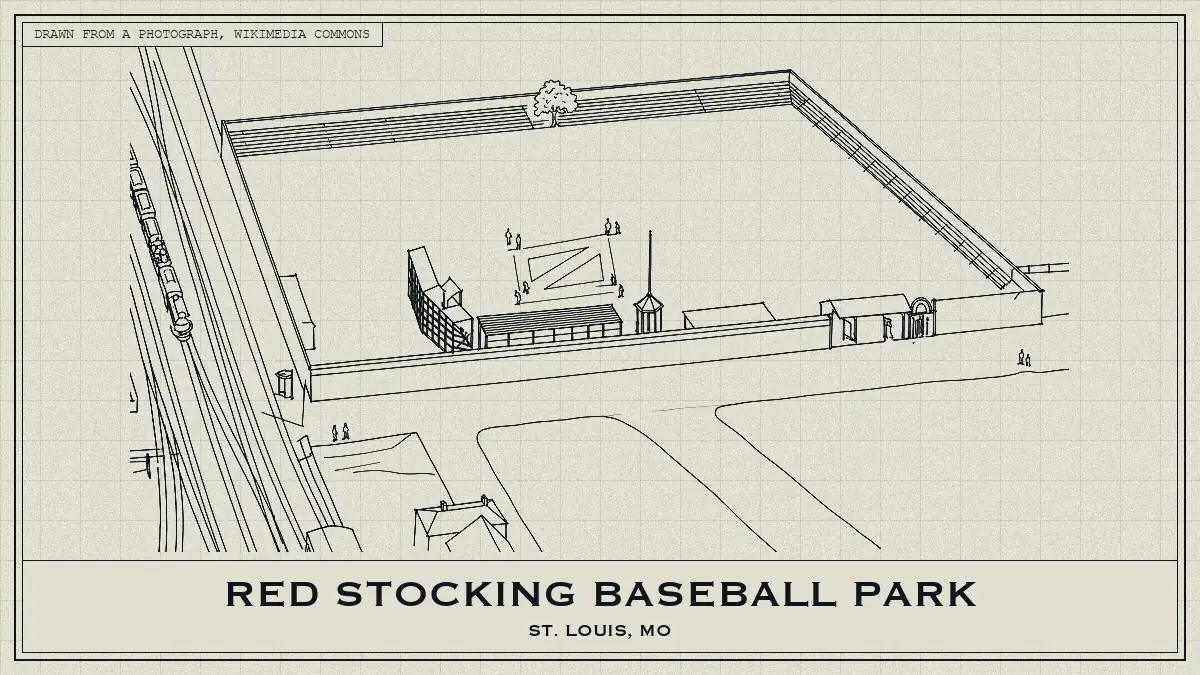 DRAWN FROM A PHOTOGRAPH, WIKIMEDIA COMMONS
RED STOCKING BASEBALL PARK
ST. LOUIS, MO